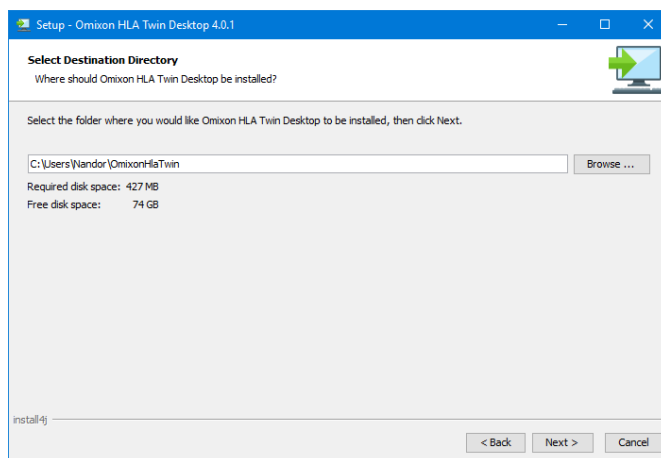 Setup - Omixon HLA Twin Desktop 4.0.1
Select Destination Directory
Where should Omixon HLA Twin Desktop be installed?
Select the folder where you would like Omixon HLA Twin Desktop to be installed, then click Next.
C:\Users\Nandor\OmixonHlaTwin
Browse ...
Required disk space: 427 MB
Free disk space: 74 GB
install4j
< Back
Next >
Cancel